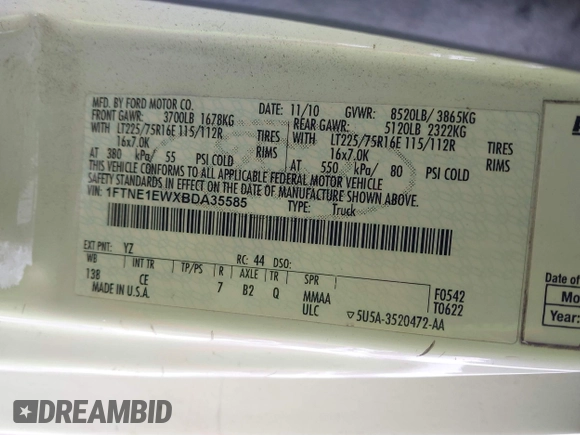 MFD. BY FORD MOTOR CO.
DATE: 11/10 GVWR: 8520LB/ 3865KG
FRONT GAWR: 3700LB 1678KG REAR GAWR: 5120LB 2322KG
WITH LT225/75R16E 115/112R TIRES WITH LT225/75R16E 115/112R TIRES
16x7.0K RIMS 16x7.0K RIMS
AT 380 kPa/ 55 PSI COLD AT 550 kPa/ 80 PSI COLD
THIS VEHICLE CONFORMS TO ALL APPLICABLE FEDERAL MOTOR VEHICLE
SAFETY STANDARDS IN EFFECT ON THE DATE OF MANUFACTURE SHOWN ABOVE.
VIN: 1FTNE1EWXBDA35585 TYPE: Truck
EXT PNT: YZ RC: 44 DSO:
WB INT TR TP/PS R AXLE TR SPR
138 CE 7 B2 Q MMAA F0542
MADE IN U.S.A. ULC T0622
▽5U5A-3520472-AA
Date of
Mo
Year:
DREAMBID